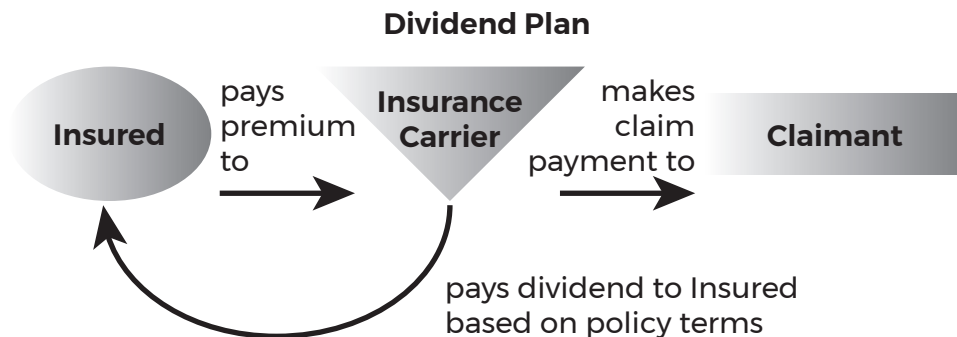 Dividend Plan
Insured
pays
premium
to
Insurance
Carrier
makes
claim
payment to
Claimant
pays dividend to Insured
based on policy terms